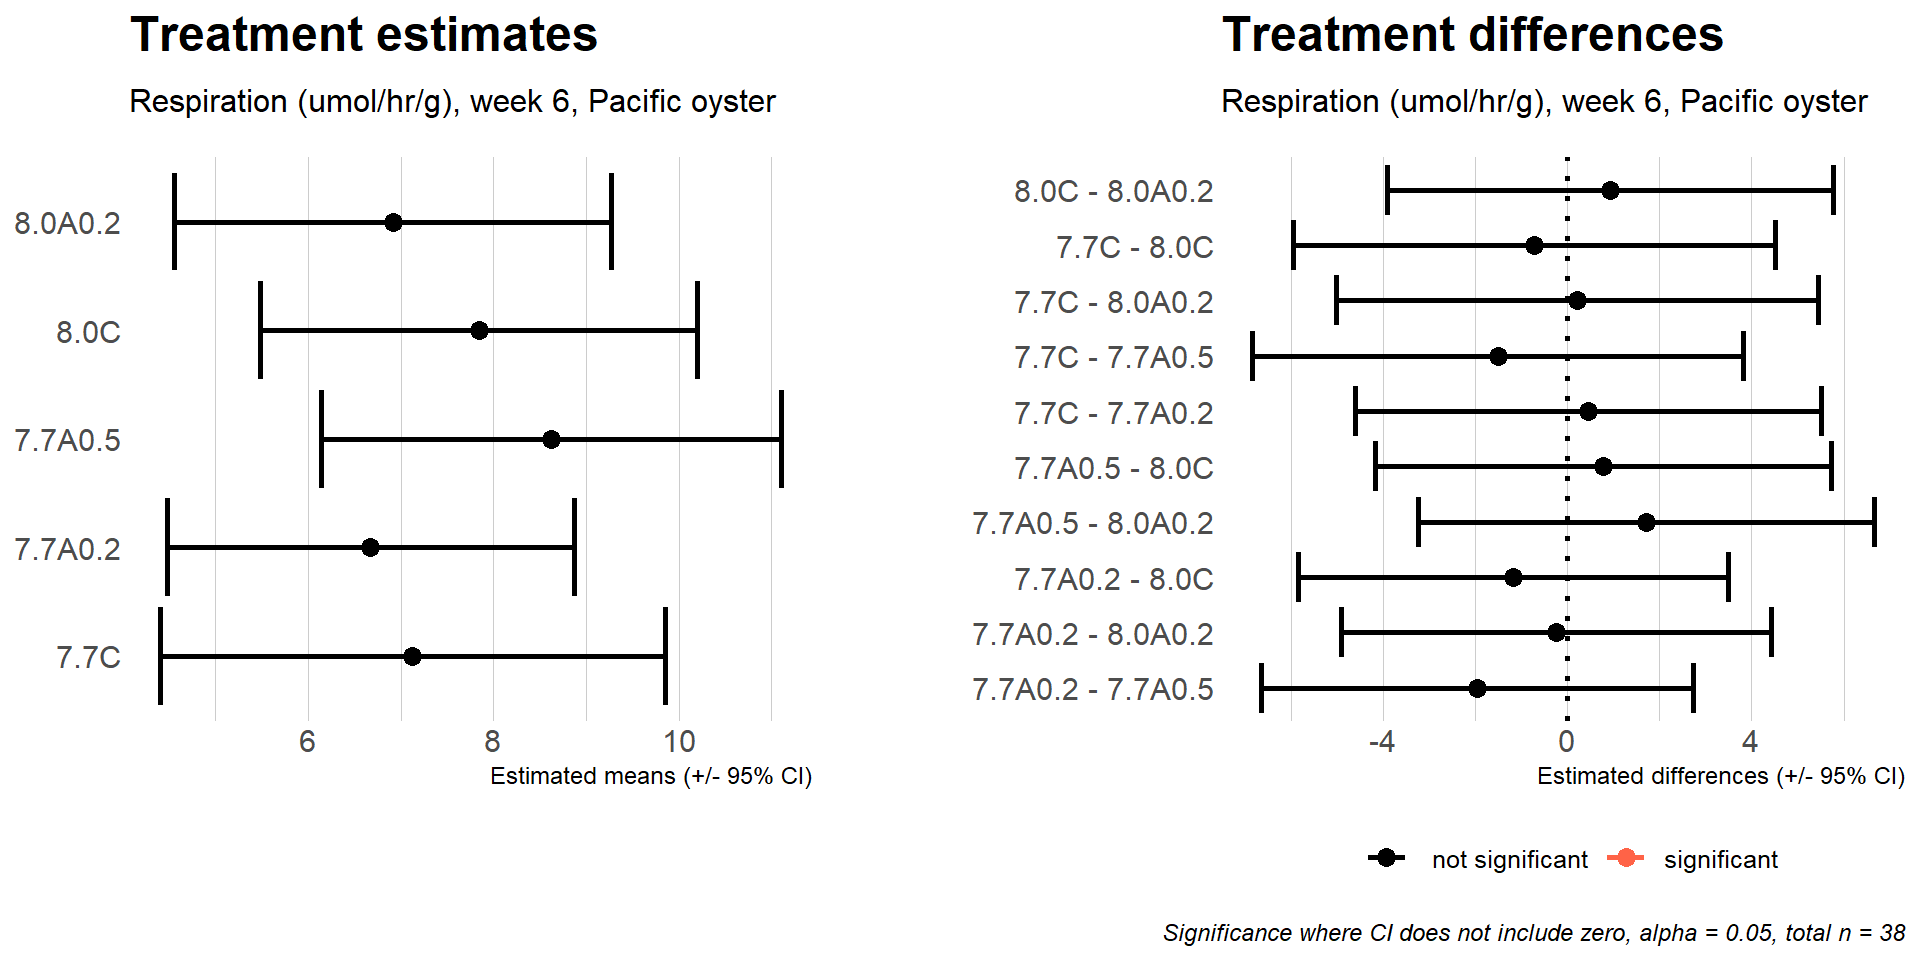 Treatment estimates
Respiration (umol/hr/g), week 6, Pacific oyster
8.0A0.2
8.0C
7.7A0.5
7.7A0.2
7.7C
6 8 10
Estimated means (+/- 95% CI)
Treatment differences
Respiration (umol/hr/g), week 6, Pacific oyster
8.0C - 8.0A0.2
7.7C - 8.0C
7.7C - 8.0A0.2
7.7C - 7.7A0.5
7.7C - 7.7A0.2
7.7A0.5 - 8.0C
7.7A0.5 - 8.0A0.2
7.7A0.2 - 8.0C
7.7A0.2 - 8.0A0.2
7.7A0.2 - 7.7A0.5
-4 0 4
Estimated differences (+/- 95% CI)
not significant significant
Significance where CI does not include zero, alpha = 0.05, total n = 38